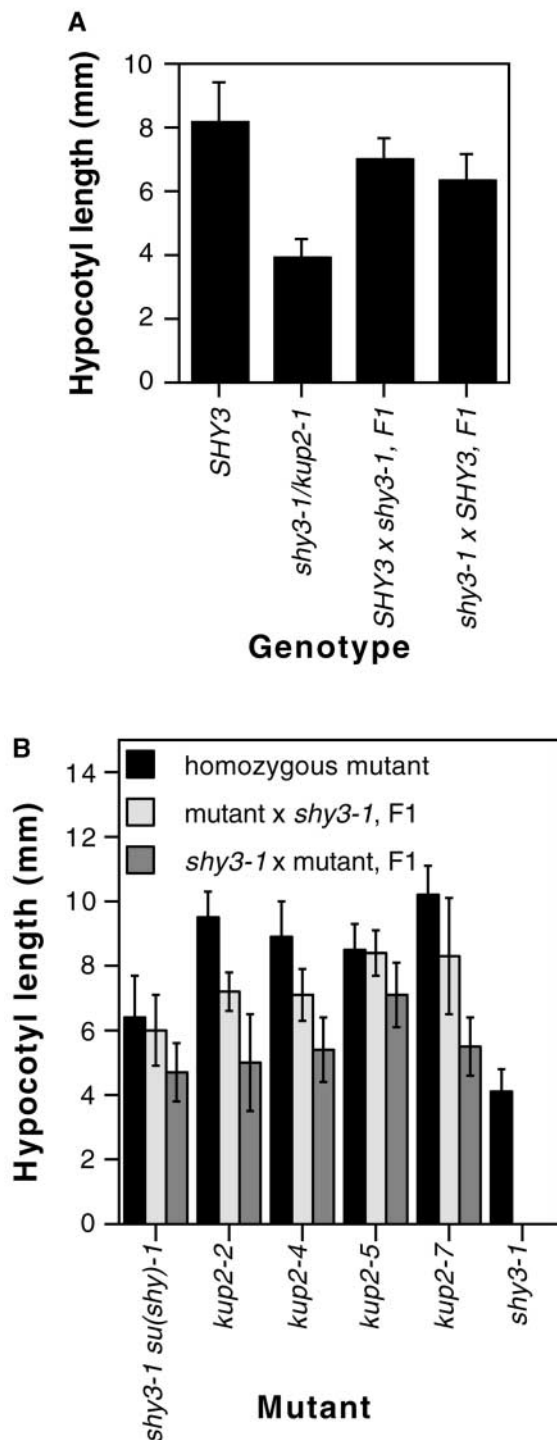 A
Hypocotyl length (mm)
10
8
6
4
2
0
SHY3
shy3-1/kup2-1
SHY3 x shy3-1, F1
shy3-1 x SHY3, F1
Genotype
B
Hypocotyl length (mm)
14
12
10
8
6
4
2
0
homozygous mutant
mutant x shy3-1, F1
shy3-1 x mutant, F1
shy3-1 su(shy)-1
kup2-2
kup2-4
kup2-5
kup2-7
shy3-1
Mutant